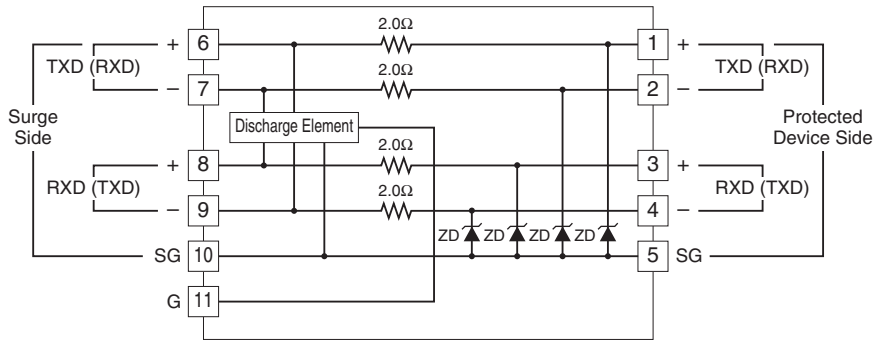 2.0Ω
+ 6 1 +
TXD (RXD) 2.0Ω TXD (RXD)
− 7 2 −
Surge Side
Discharge Element
Protected Device Side
2.0Ω
+ 8 3 +
RXD (TXD) 2.0Ω RXD (TXD)
− 9 4 −
ZD ZD ZD ZD
SG 10 5 SG
G 11